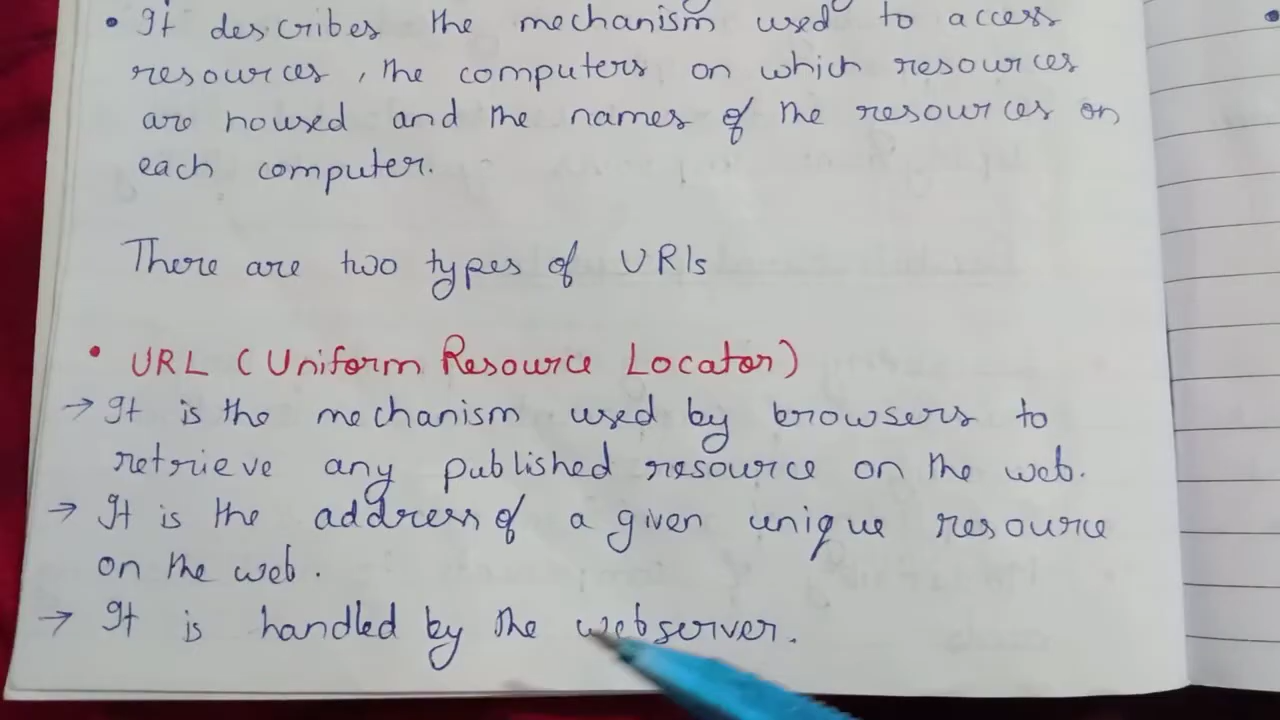 • It describes the mechanism used to access
resources, the computers on which resources
are housed and the names of the resources on
each computer.
There are two types of URIs
• URL (Uniform Resource Locator)
→ It is the mechanism used by browsers to
retrieve any published resource on the web.
→ It is the address of a given unique resource
on the web.
→ It is handled by the webserver.